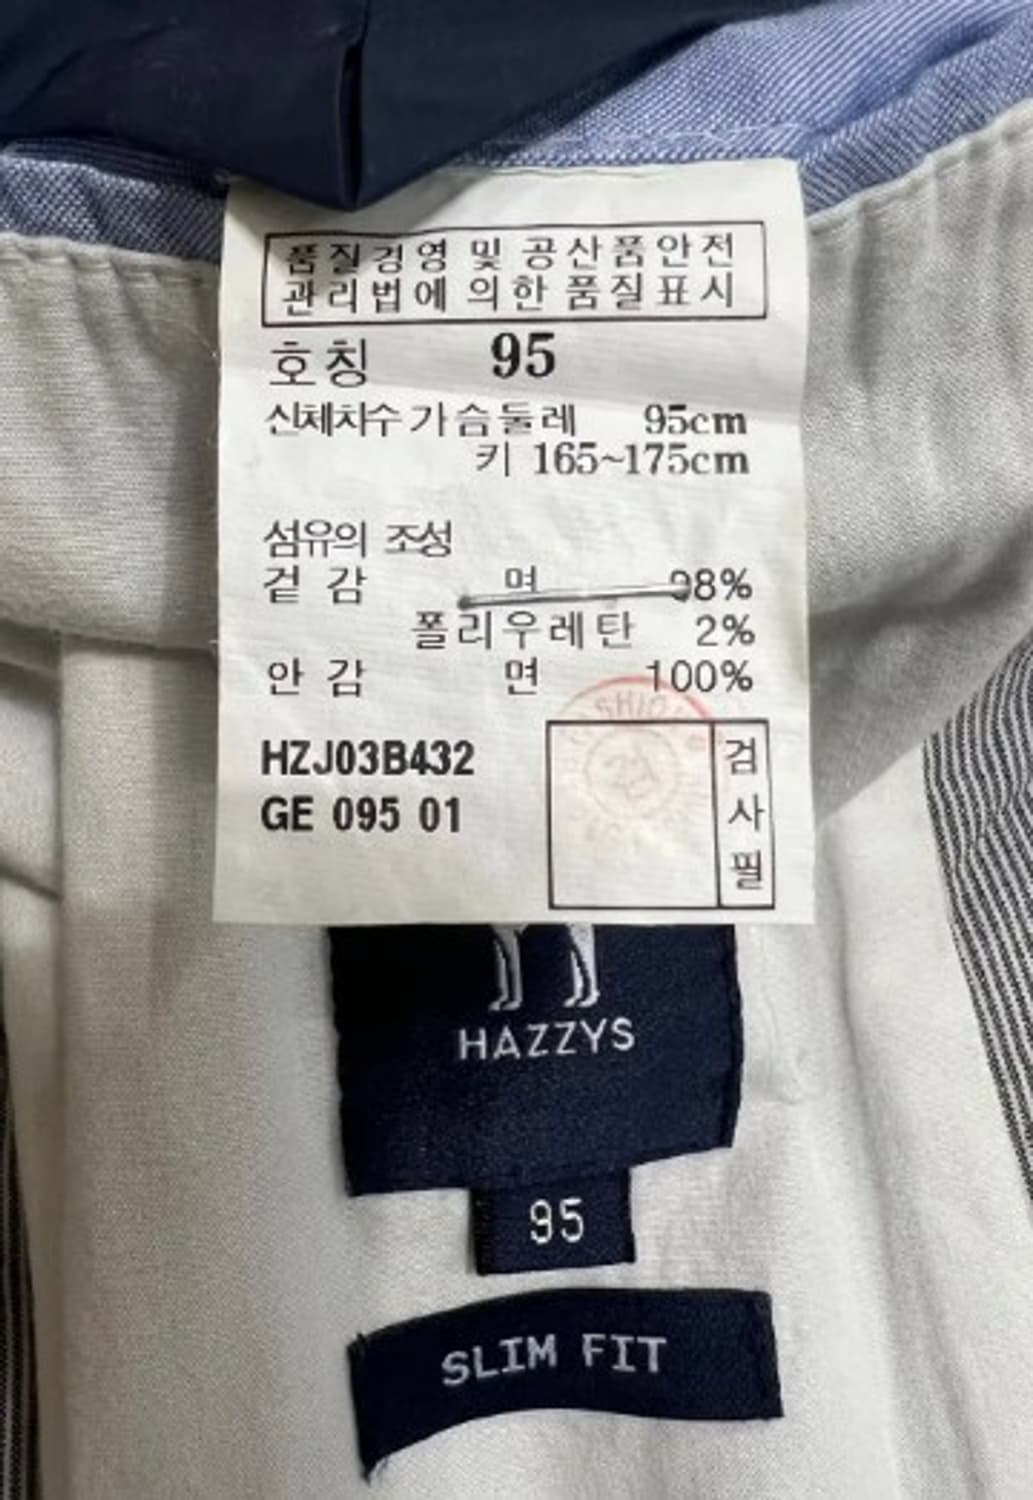 품질경영 및 공산품안전
관리법에 의한 품질표시
호칭 95
신체치수 가슴둘레 95cm
키 165~175cm
섬유의 조성
겉감 면 98%
폴리우레탄 2%
안감 면 100%
HZJ03B432
GE 095 01
검사필
HAZZYS
95
SLIM FIT